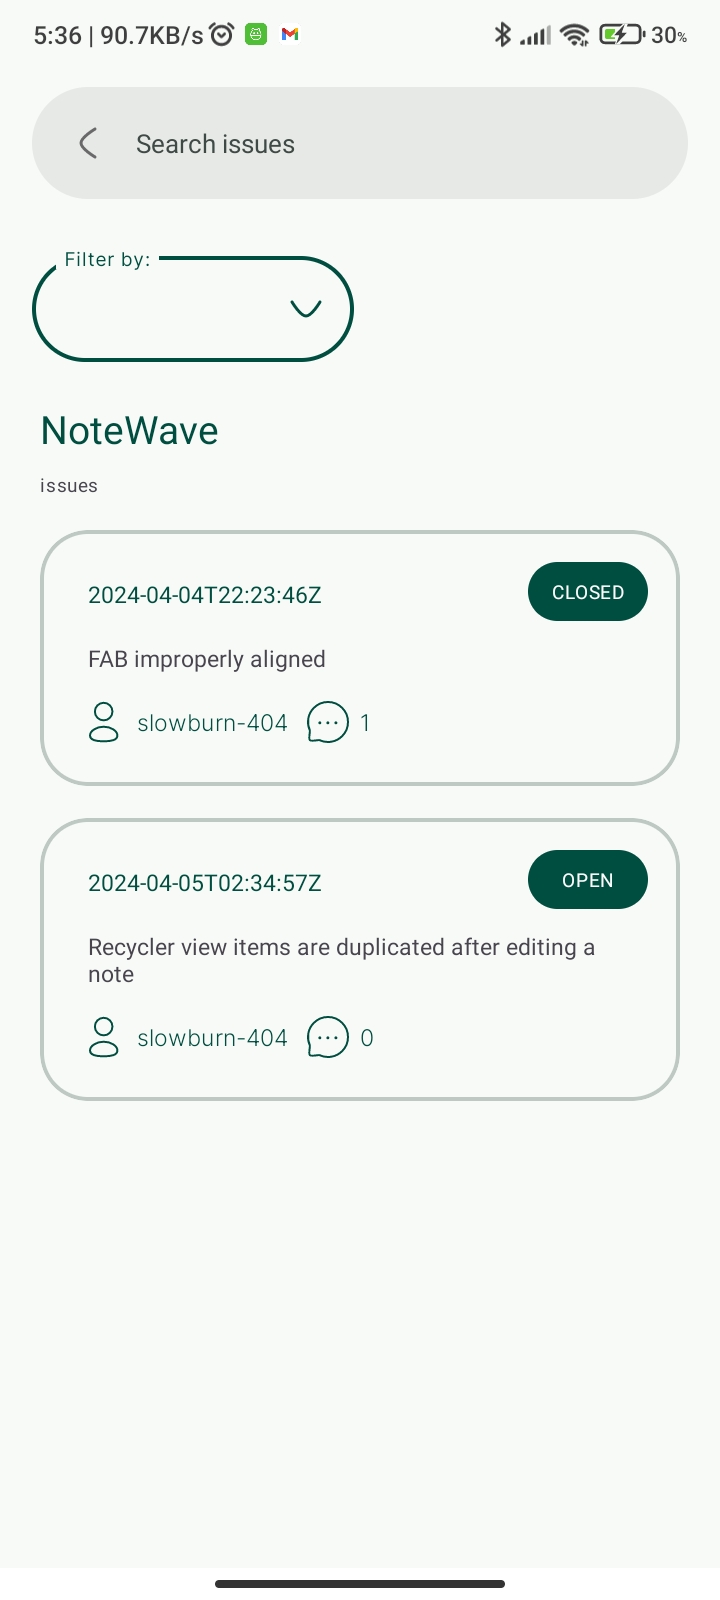 5:36 | 90.7KB/s 30%
Search issues
Filter by:
NoteWave
issues
2024-04-04T22:23:46Z CLOSED
FAB improperly aligned
slowburn-404 1
2024-04-05T02:34:57Z OPEN
Recycler view items are duplicated after editing a
note
slowburn-404 0